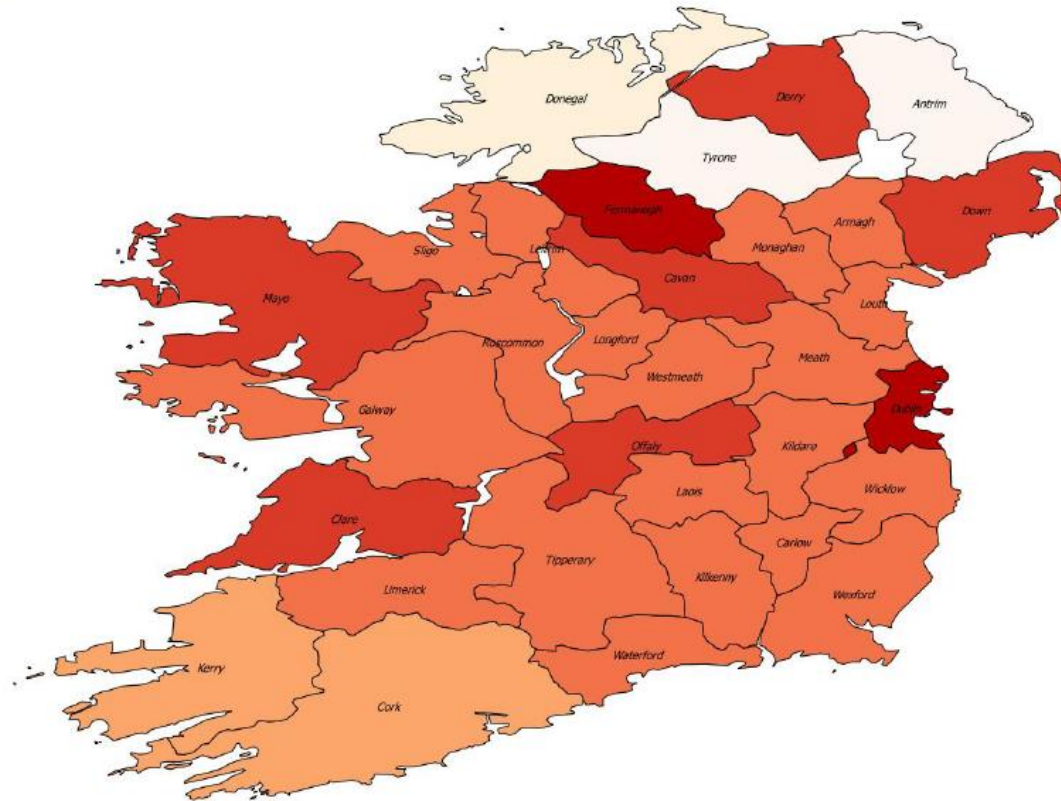 Donegal
Derry
Antrim
Tyrone
Fermanagh
Down
Armagh
Monaghan
Sligo
Leitrim
Cavan
Mayo
Louth
Roscommon
Longford
Meath
Westmeath
Galway
Dublin
Offaly
Kildare
Laois
Wicklow
Clare
Carlow
Tipperary
Kilkenny
Limerick
Wexford
Waterford
Kerry
Cork